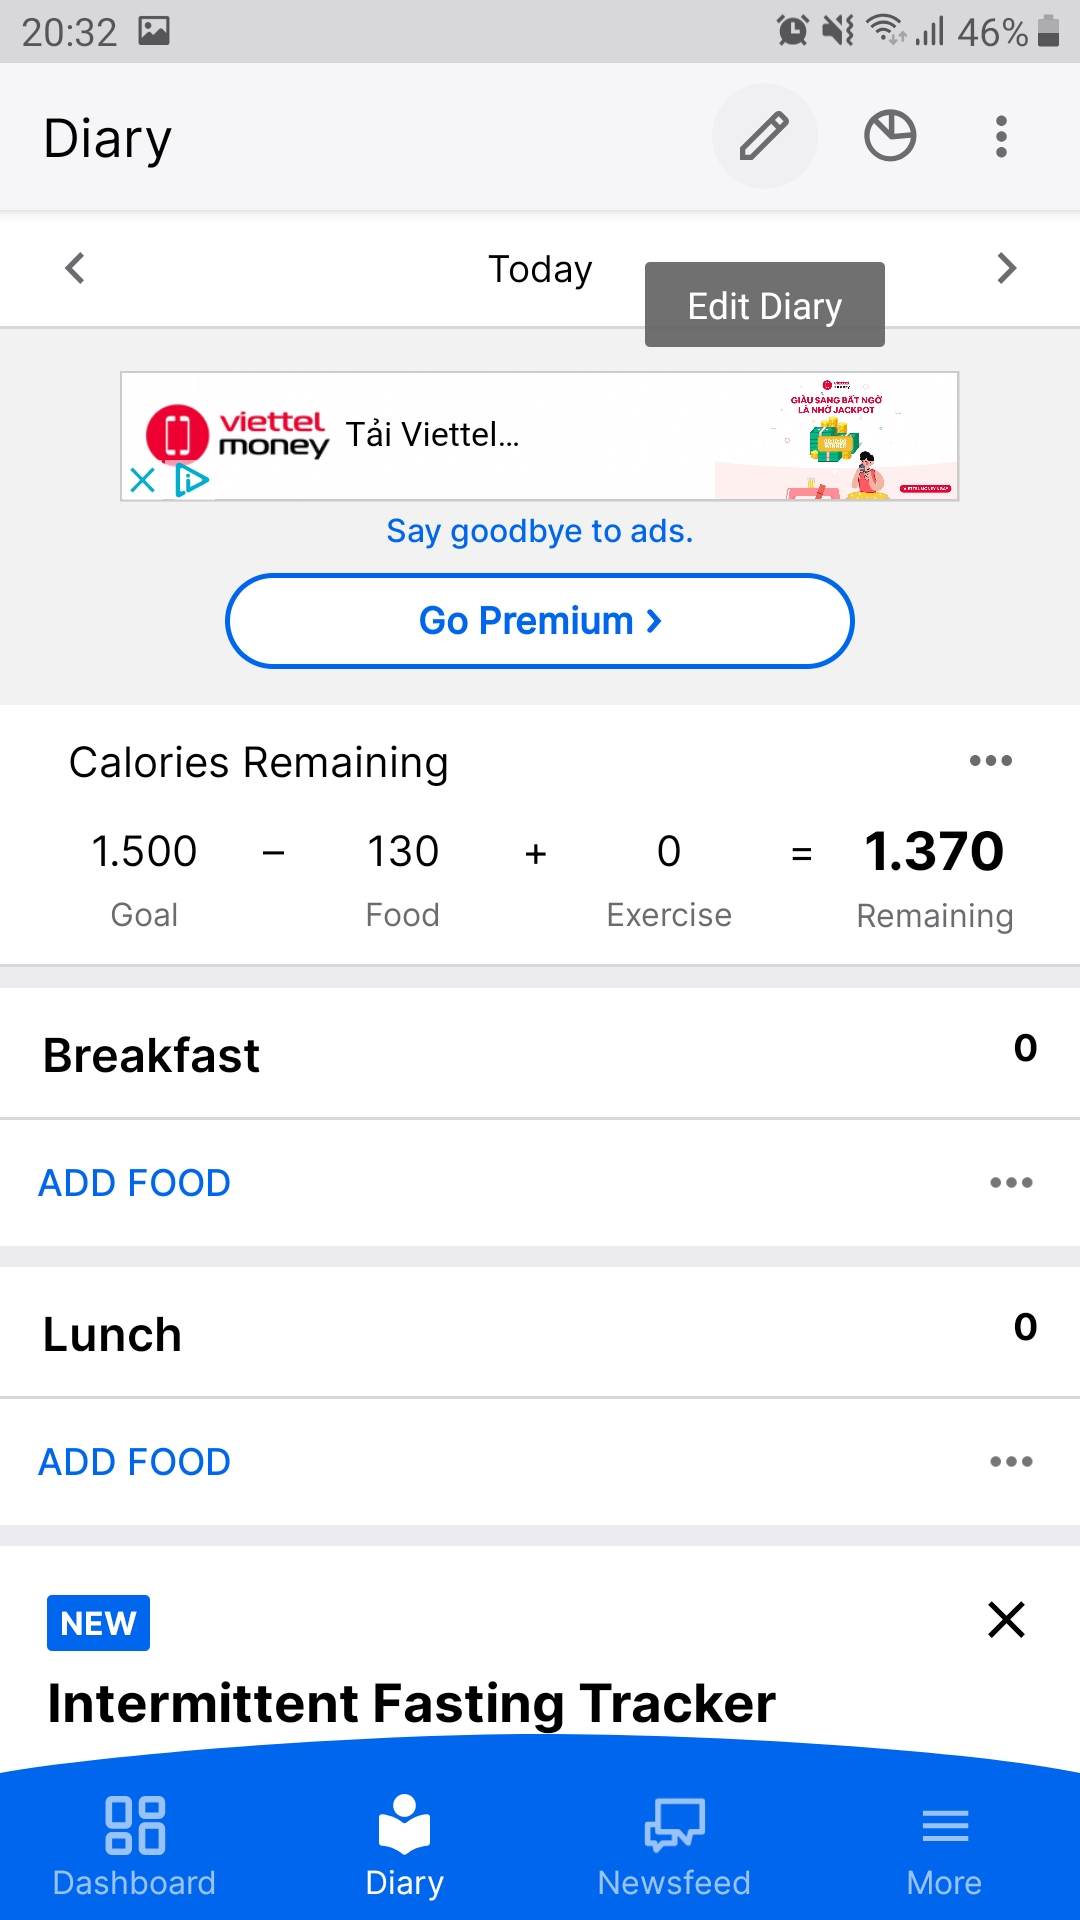 20:32 46%
Diary
Today
Edit Diary
viettel
money
Tải Viettel...
GIÀU SANG BẤT NGỜ
LÀ NHỜ JACKPOT
Say goodbye to ads.
Go Premium
Calories Remaining
1.500 – 130 + 0 = 1.370
Goal Food Exercise Remaining
Breakfast 0
ADD FOOD
Lunch 0
ADD FOOD
NEW
Intermittent Fasting Tracker
Dashboard Diary Newsfeed More